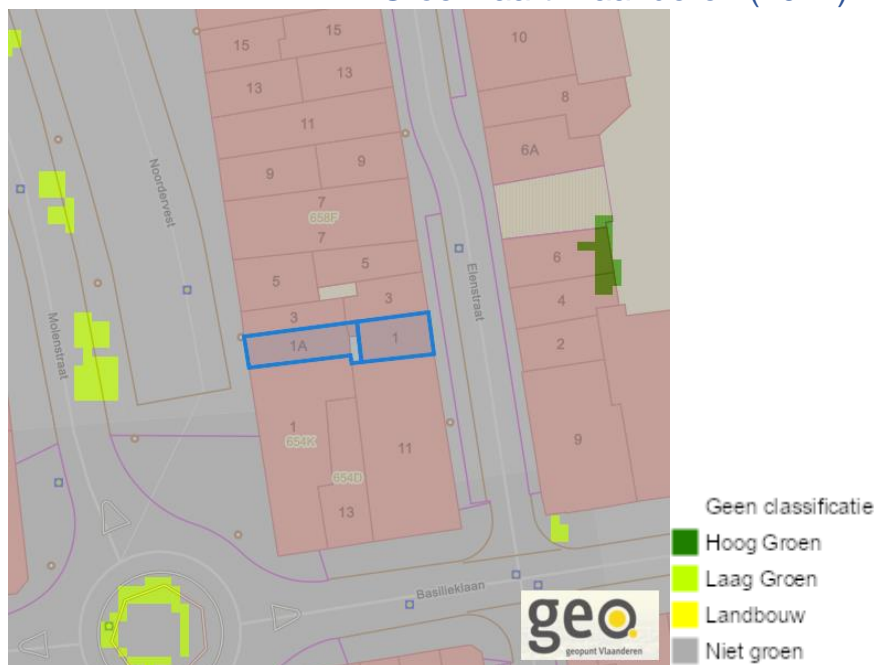 15
15
13
13
11
9
9
7
658F
7
5
5
3
3
1A
1
1
654K
654D
11
13
10
8
6A
6
4
2
9
Noordervest
Molenstraat
Elenstraat
Basilieklaan
geo
geopunt Vlaanderen
Geen classificatie
Hoog Groen
Laag Groen
Landbouw
Niet groen